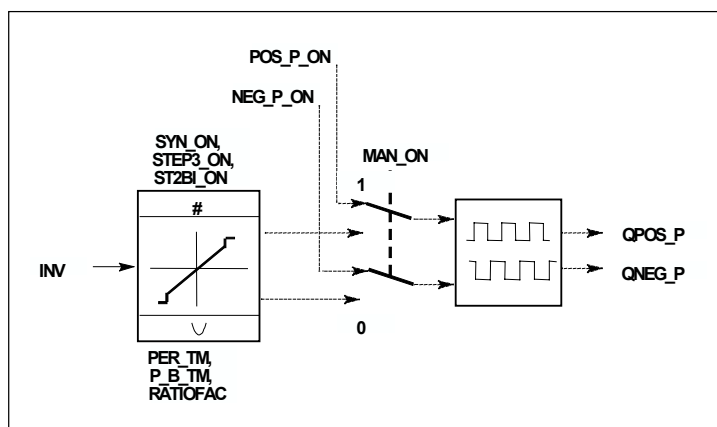 POS_P_ON
NEG_P_ON
SYN_ON,
STEP3_ON,
ST2BI_ON
MAN_ON
1
#
QPOS_P
INV
QNEG_P
0
PER_TM,
P_B_TM,
RATIOFAC